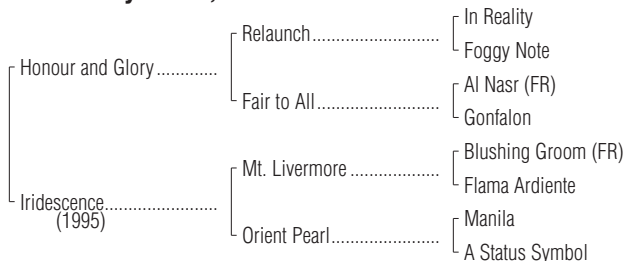 In Reality
Relaunch
Foggy Note
Honour and Glory
Al Nasr (FR)
Fair to All
Gonfalon
Blushing Groom (FR)
Mt. Livermore
Flama Ardiente
Iridescence
(1995)
Manila
Orient Pearl
A Status Symbol